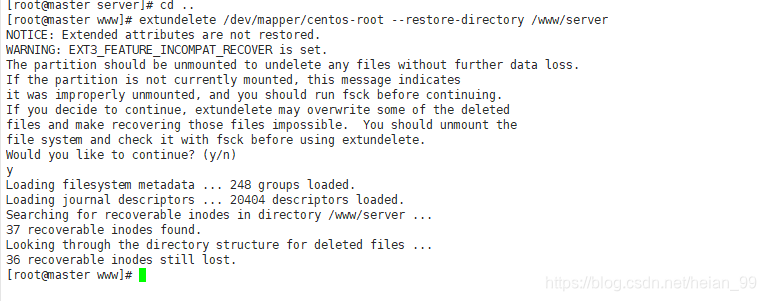 [root@master server]# cd ..
[root@master www]# extundelete /dev/mapper/centos-root --restore-directory /www/server
NOTICE: Extended attributes are not restored.
WARNING: EXT3_FEATURE_INCOMPAT_RECOVER is set.
The partition should be unmounted to undelete any files without further data loss.
If the partition is not currently mounted, this message indicates
it was improperly unmounted, and you should run fsck before continuing.
If you decide to continue, extundelete may overwrite some of the deleted
files and make recovering those files impossible.  You should unmount the
file system and check it with fsck before using extundelete.
Would you like to continue? (y/n)
y
Loading filesystem metadata ... 248 groups loaded.
Loading journal descriptors ... 20404 descriptors loaded.
Searching for recoverable inodes in directory /www/server ...
37 recoverable inodes found.
Looking through the directory structure for deleted files ...
36 recoverable inodes still lost.
[root@master www]#
https://blog.csdn.net/heian_99